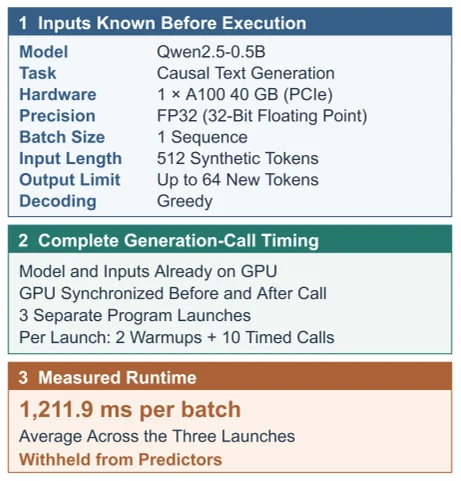 1 Inputs Known Before Execution
Model Qwen2.5-0.5B
Task Causal Text Generation
Hardware 1 × A100 40 GB (PCIe)
Precision FP32 (32-Bit Floating Point)
Batch Size 1 Sequence
Input Length 512 Synthetic Tokens
Output Limit Up to 64 New Tokens
Decoding Greedy
2 Complete Generation-Call Timing
Model and Inputs Already on GPU
GPU Synchronized Before and After Call
3 Separate Program Launches
Per Launch: 2 Warmups + 10 Timed Calls
3 Measured Runtime
1,211.9 ms per batch
Average Across the Three Launches
Withheld from Predictors